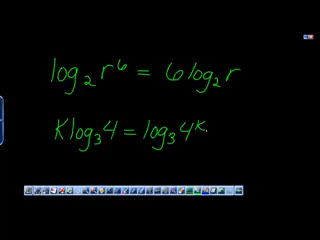 log₂ r⁶ = 6 log₂ r
K log₃ 4 = log₃ 4ᴷ